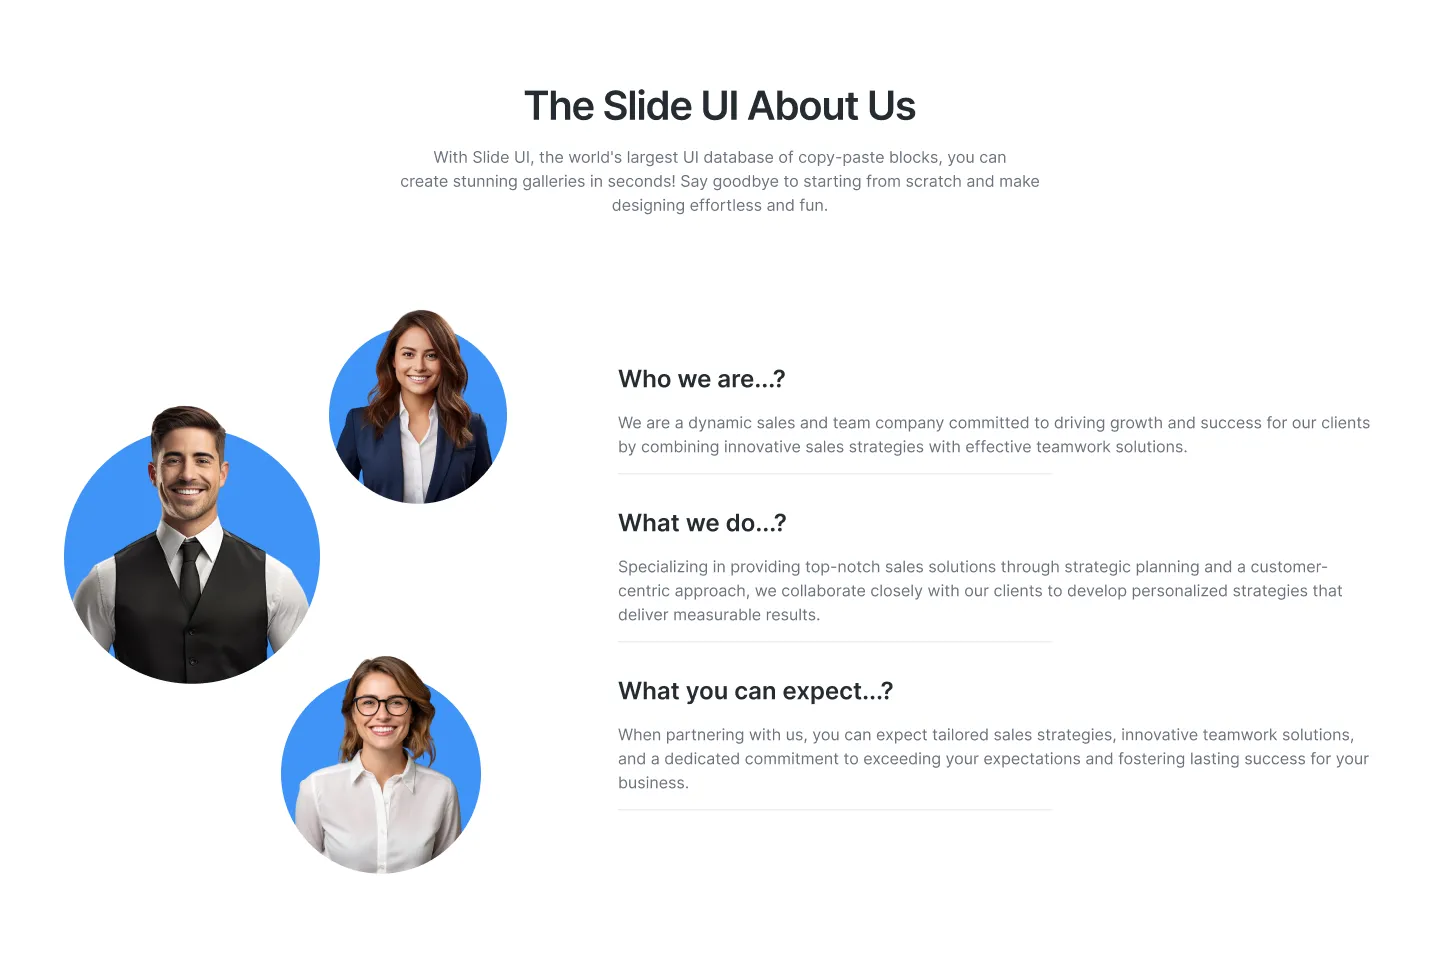 The Slide UI About Us
With Slide UI, the world's largest UI database of copy-paste blocks, you can
create stunning galleries in seconds! Say goodbye to starting from scratch and make
designing effortless and fun.
Who we are...?
We are a dynamic sales and team company committed to driving growth and success for our clients
by combining innovative sales strategies with effective teamwork solutions.
What we do...?
Specializing in providing top-notch sales solutions through strategic planning and a customer-
centric approach, we collaborate closely with our clients to develop personalized strategies that
deliver measurable results.
What you can expect...?
When partnering with us, you can expect tailored sales strategies, innovative teamwork solutions,
and a dedicated commitment to exceeding your expectations and fostering lasting success for your
business.